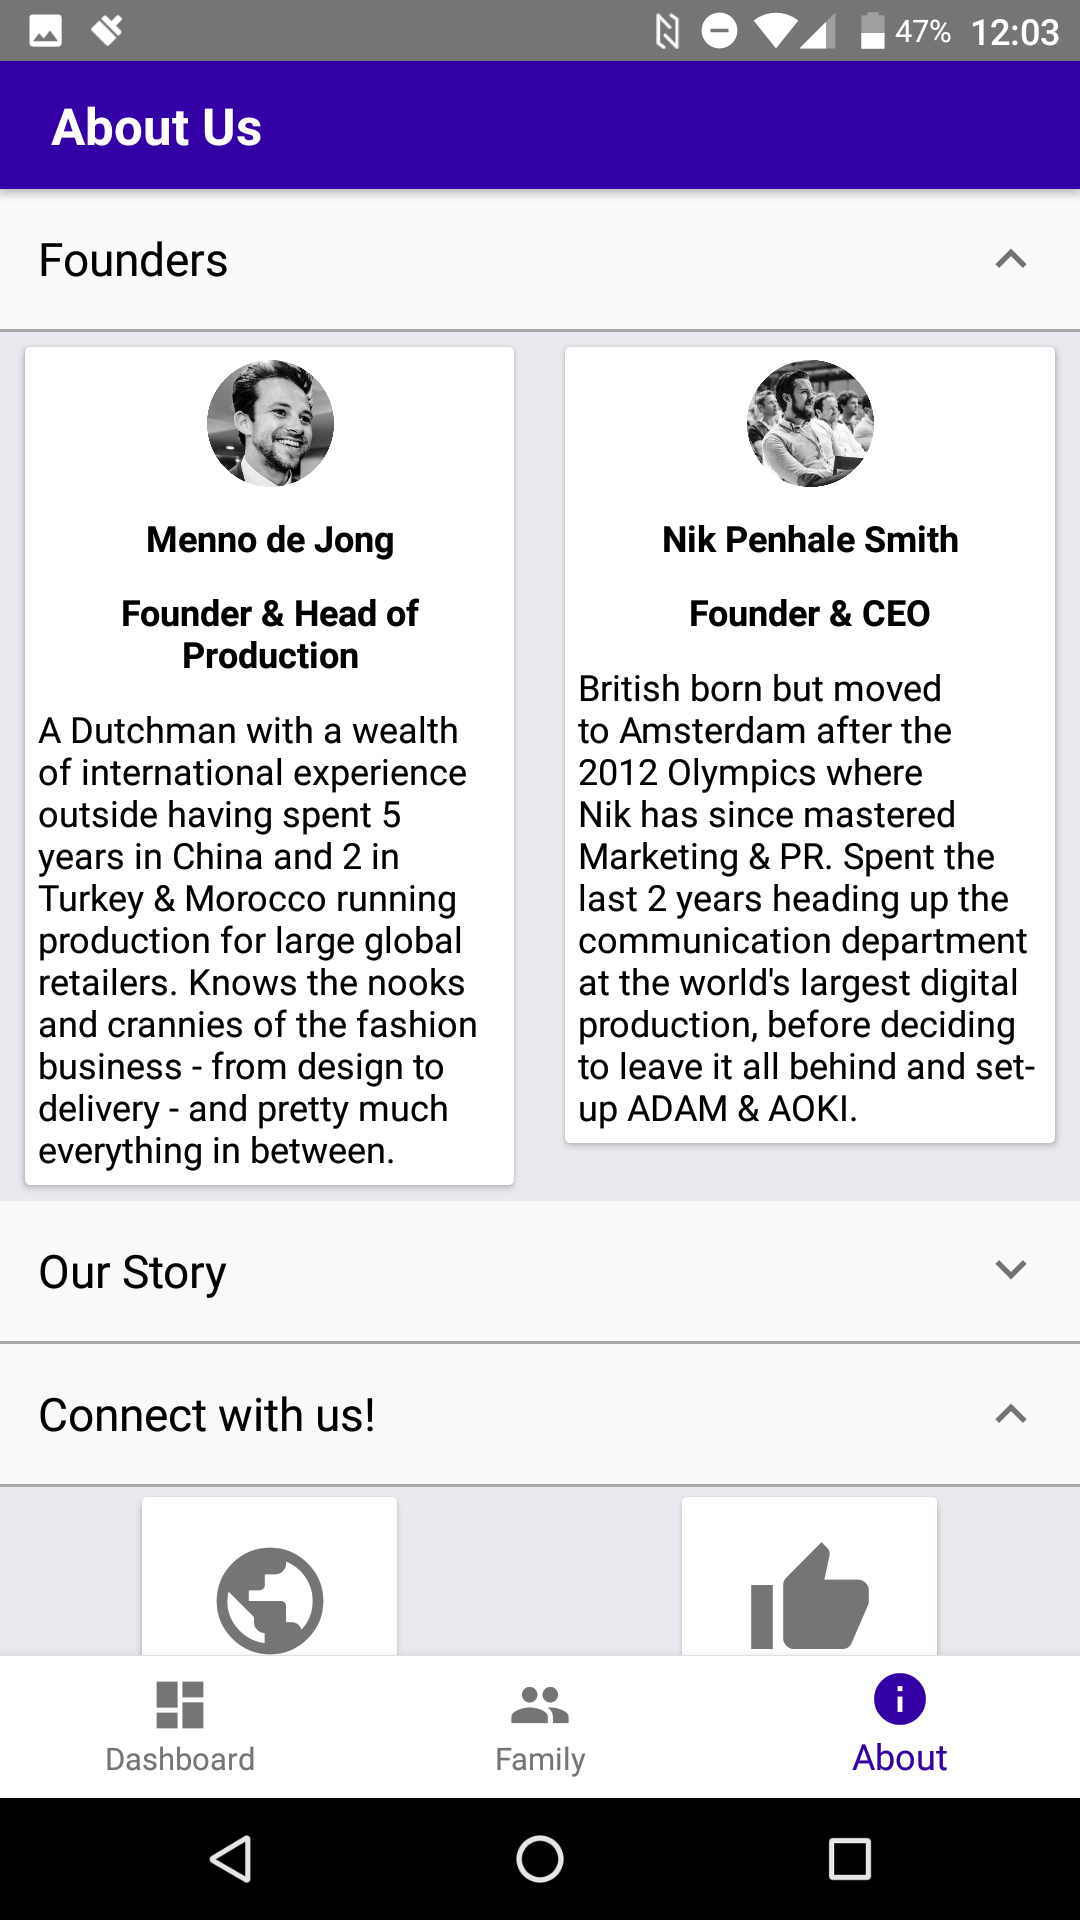 47% 12:03
About Us
Founders
Menno de Jong
Founder & Head of
Production
A Dutchman with a wealth
of international experience
outside having spent 5
years in China and 2 in
Turkey & Morocco running
production for large global
retailers. Knows the nooks
and crannies of the fashion
business - from design to
delivery - and pretty much
everything in between.
Nik Penhale Smith
Founder & CEO
British born but moved
to Amsterdam after the
2012 Olympics where
Nik has since mastered
Marketing & PR. Spent the
last 2 years heading up the
communication department
at the world's largest digital
production, before deciding
to leave it all behind and set-
up ADAM & AOKI.
Our Story
Connect with us!
Dashboard
Family
About